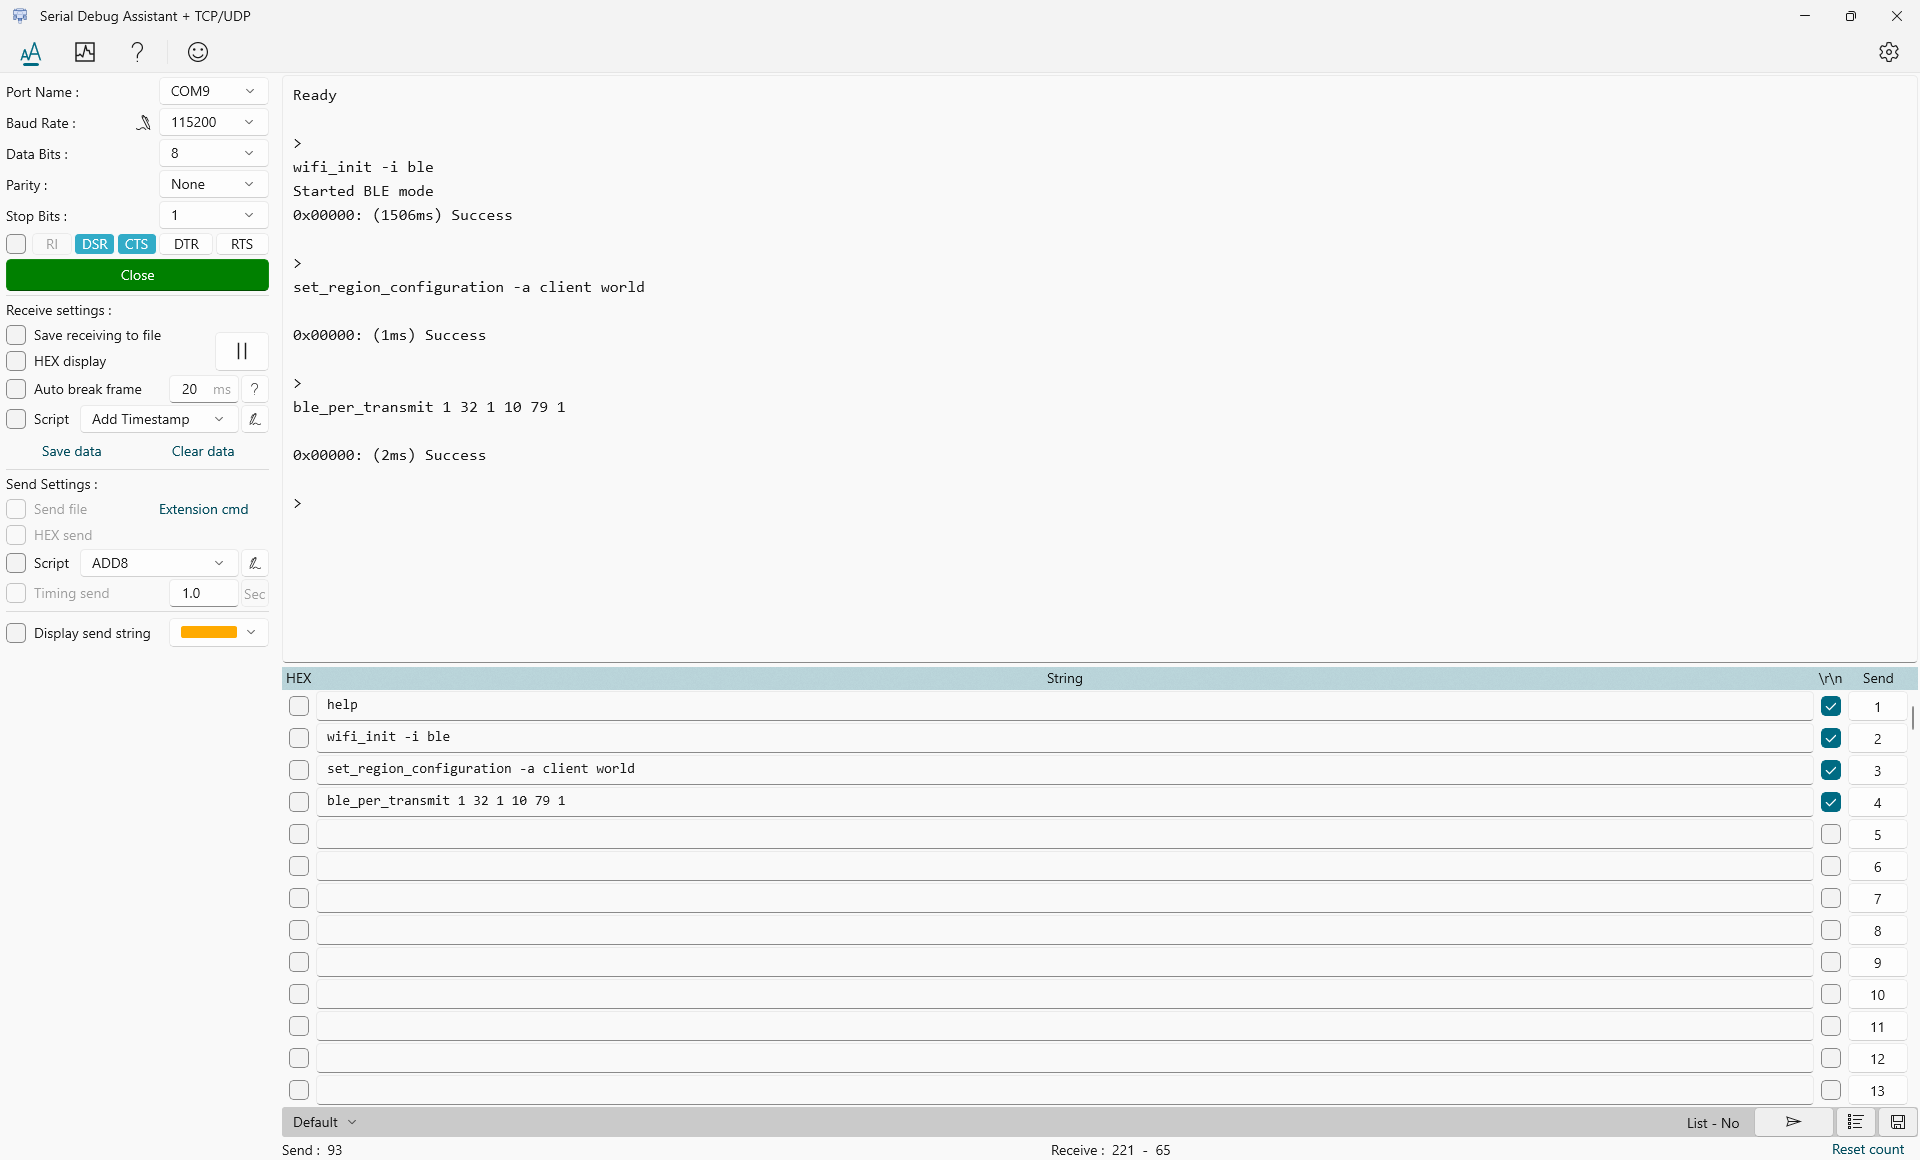 Serial Debug Assistant + TCP/UDP
Port Name :
COM9
Baud Rate :
115200
Data Bits :
8
Parity :
None
Stop Bits :
1
RI DSR CTS DTR RTS
Close
Receive settings :
Save receiving to file
HEX display
Auto break frame 20 ms ?
Script Add Timestamp
Save data Clear data
Send Settings :
Send file Extension cmd
HEX send
Script ADD8
Timing send 1.0 Sec
Display send string
Ready
>
wifi_init -i ble
Started BLE mode
0x00000: (1506ms) Success
>
set_region_configuration -a client world
0x00000: (1ms) Success
>
ble_per_transmit 1 32 1 10 79 1
0x00000: (2ms) Success
>
HEX String \r\n Send
help 1
wifi_init -i ble 2
set_region_configuration -a client world 3
ble_per_transmit 1 32 1 10 79 1 4
5
6
7
8
9
10
11
12
13
Default List - No
Send : 93 Receive : 221 - 65 Reset count